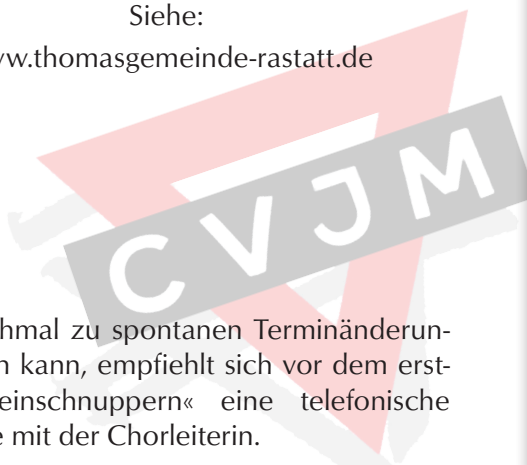 Siehe:
w.thomasgemeinde-rastatt.de
CVJM
hmal zu spontanen Terminänderun-
n kann, empfiehlt sich vor dem erst-
einschnuppern« eine telefonische
e mit der Chorleiterin.